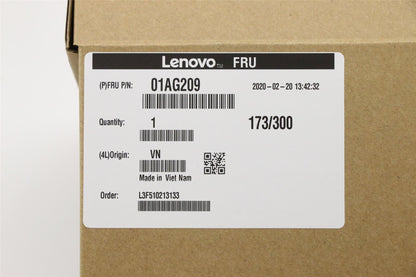 Lenovo™ FRU
(P)FRU P/N: 01AG209 2020-02-20 13:42:32
Quantity: 1 173/300
(4L)Origin: VN
Made in Viet Nam
Order: L3F510213133